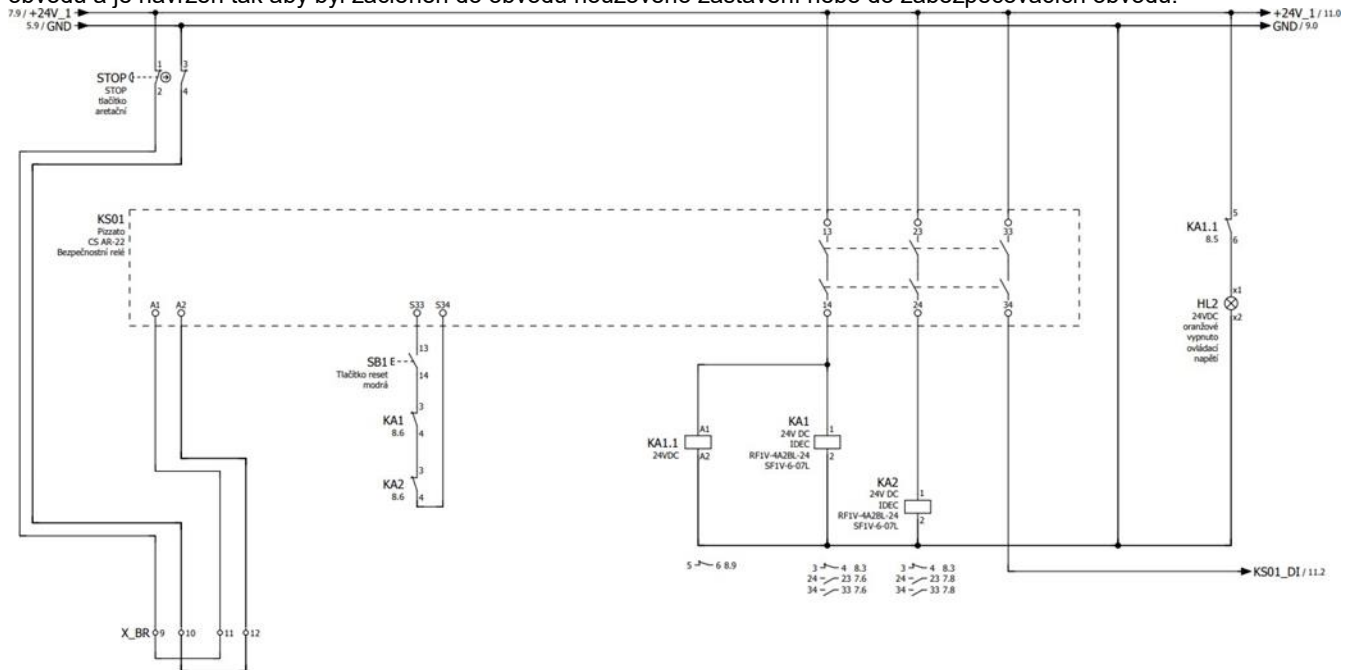 obvodu a je navržen tak aby byl začleněn do obvodu nouzového zastavení nebo do zabezpečovacích obvodů.
7.9 / +24V_1
5.9 / GND
+24V_1 / 11.0
GND / 9.0
STOP
STOP
tlačítko
aretační
1
2
3
4
KS01
Pizzato
CS AR-22
Bezpečnostní relé
A1
A2
S33
S34
13
23
33
14
24
34
SB1 E
Tlačítko reset
modrá
13
14
KA1
8.6
3
4
KA2
8.6
3
4
KA1.1
24VDC
A1
A2
KA1
24V DC
IDEC
RF1V-4A2BL-24
SF1V-6-07L
1
2
KA2
24V DC
IDEC
RF1V-4A2BL-24
SF1V-6-07L
1
2
KA1.1
8.5
5
6
HL2
24VDC
oranžové
vypnuto
ovládací
napětí
x1
x2
5 6 8.9
3 4 8.3
24 23 7.6
34 33 7.6
3 4 8.3
24 23 7.8
34 33 7.8
KS01_DI / 11.2
X_BR 9 10 11 12